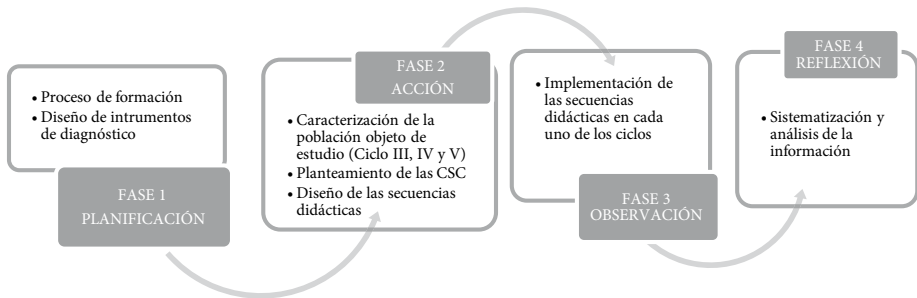 • Proceso de formación
• Diseño de intrumentos
de diagnóstico
FASE 1
PLANIFICACIÓN
FASE 2
ACCIÓN
• Caracterización de la
población objeto de
estudio (Ciclo III, IV y V)
• Planteamiento de las CSC
• Diseño de las secuencias
didácticas
• Implementación de
las secuencias
didácticas en cada
uno de los ciclos
FASE 3
OBSERVACIÓN
FASE 4
REFLEXIÓN
• Sistematización y
análisis de la
información